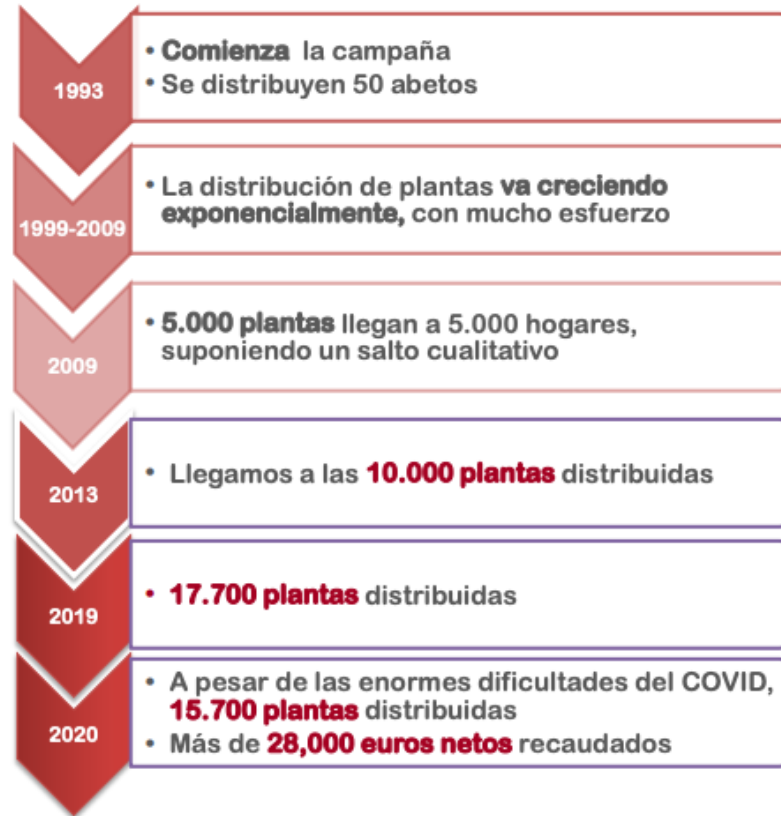 1993
• Comienza la campaña
• Se distribuyen 50 abetos
1999-2009
• La distribución de plantas va creciendo
exponencialmente, con mucho esfuerzo
2009
• 5.000 plantas llegan a 5.000 hogares,
suponiendo un salto cualitativo
2013
• Llegamos a las 10.000 plantas distribuidas
2019
• 17.700 plantas distribuidas
2020
• A pesar de las enormes dificultades del COVID,
15.700 plantas distribuidas
• Más de 28,000 euros netos recaudados